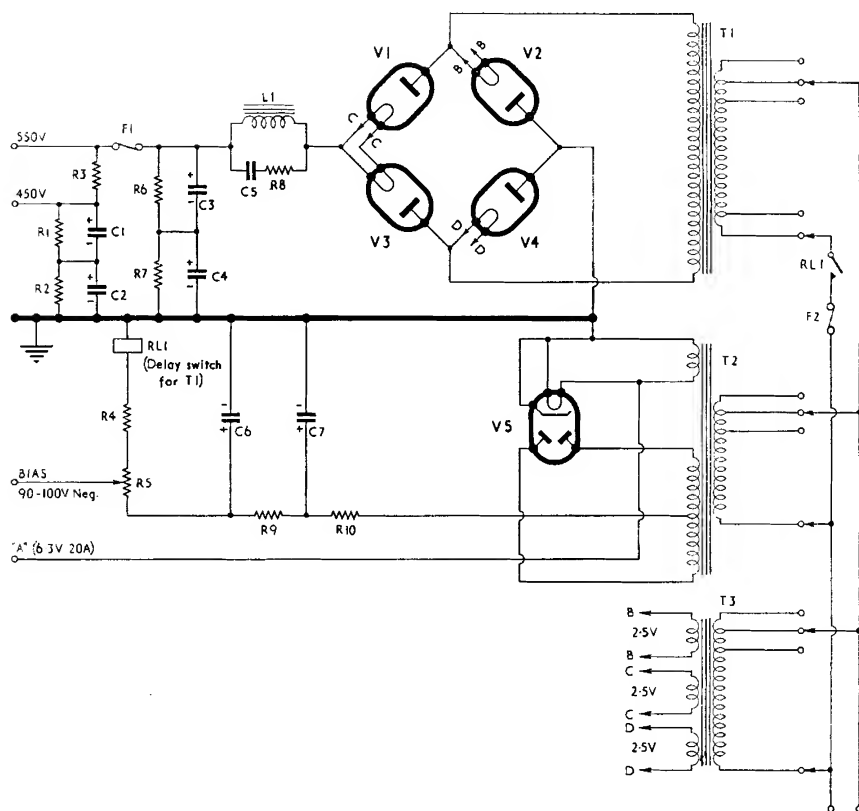 T1
V1
V2
B
B
L1
C
C
F1
550V
C5
R8
R3
R6
C3
450V
R1
C1
V3
D
D
V4
R7
C4
R2
C2
RL1
F2
RL1
(Delay switch
for T1)
T2
V5
R4
C6
C7
BIAS
90-100V Neg.
R5
R9
R10
"A" (6·3V 20A)
T3
B
2·5V
B
C
2·5V
C
D
2·5V
D